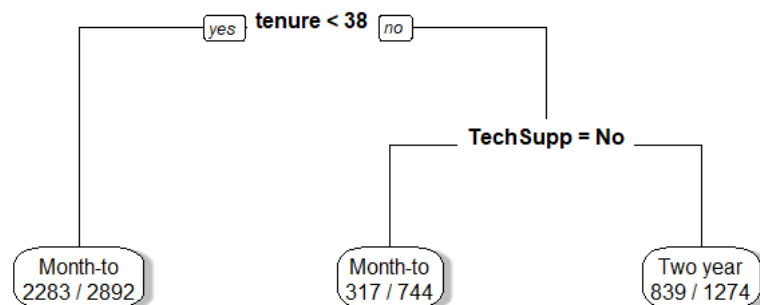 yes tenure < 38 no
TechSupp = No
Month-to
2283 / 2892
Month-to
317 / 744
Two year
839 / 1274